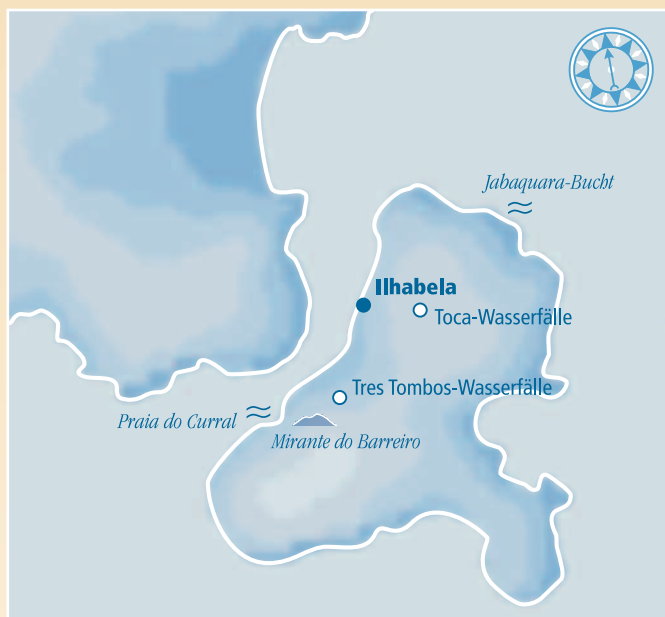 Jabaquara-Bucht
Ilhabela
Toca-Wasserfälle
Tres Tombos-Wasserfälle
Praia do Curral
Mirante do Barreiro